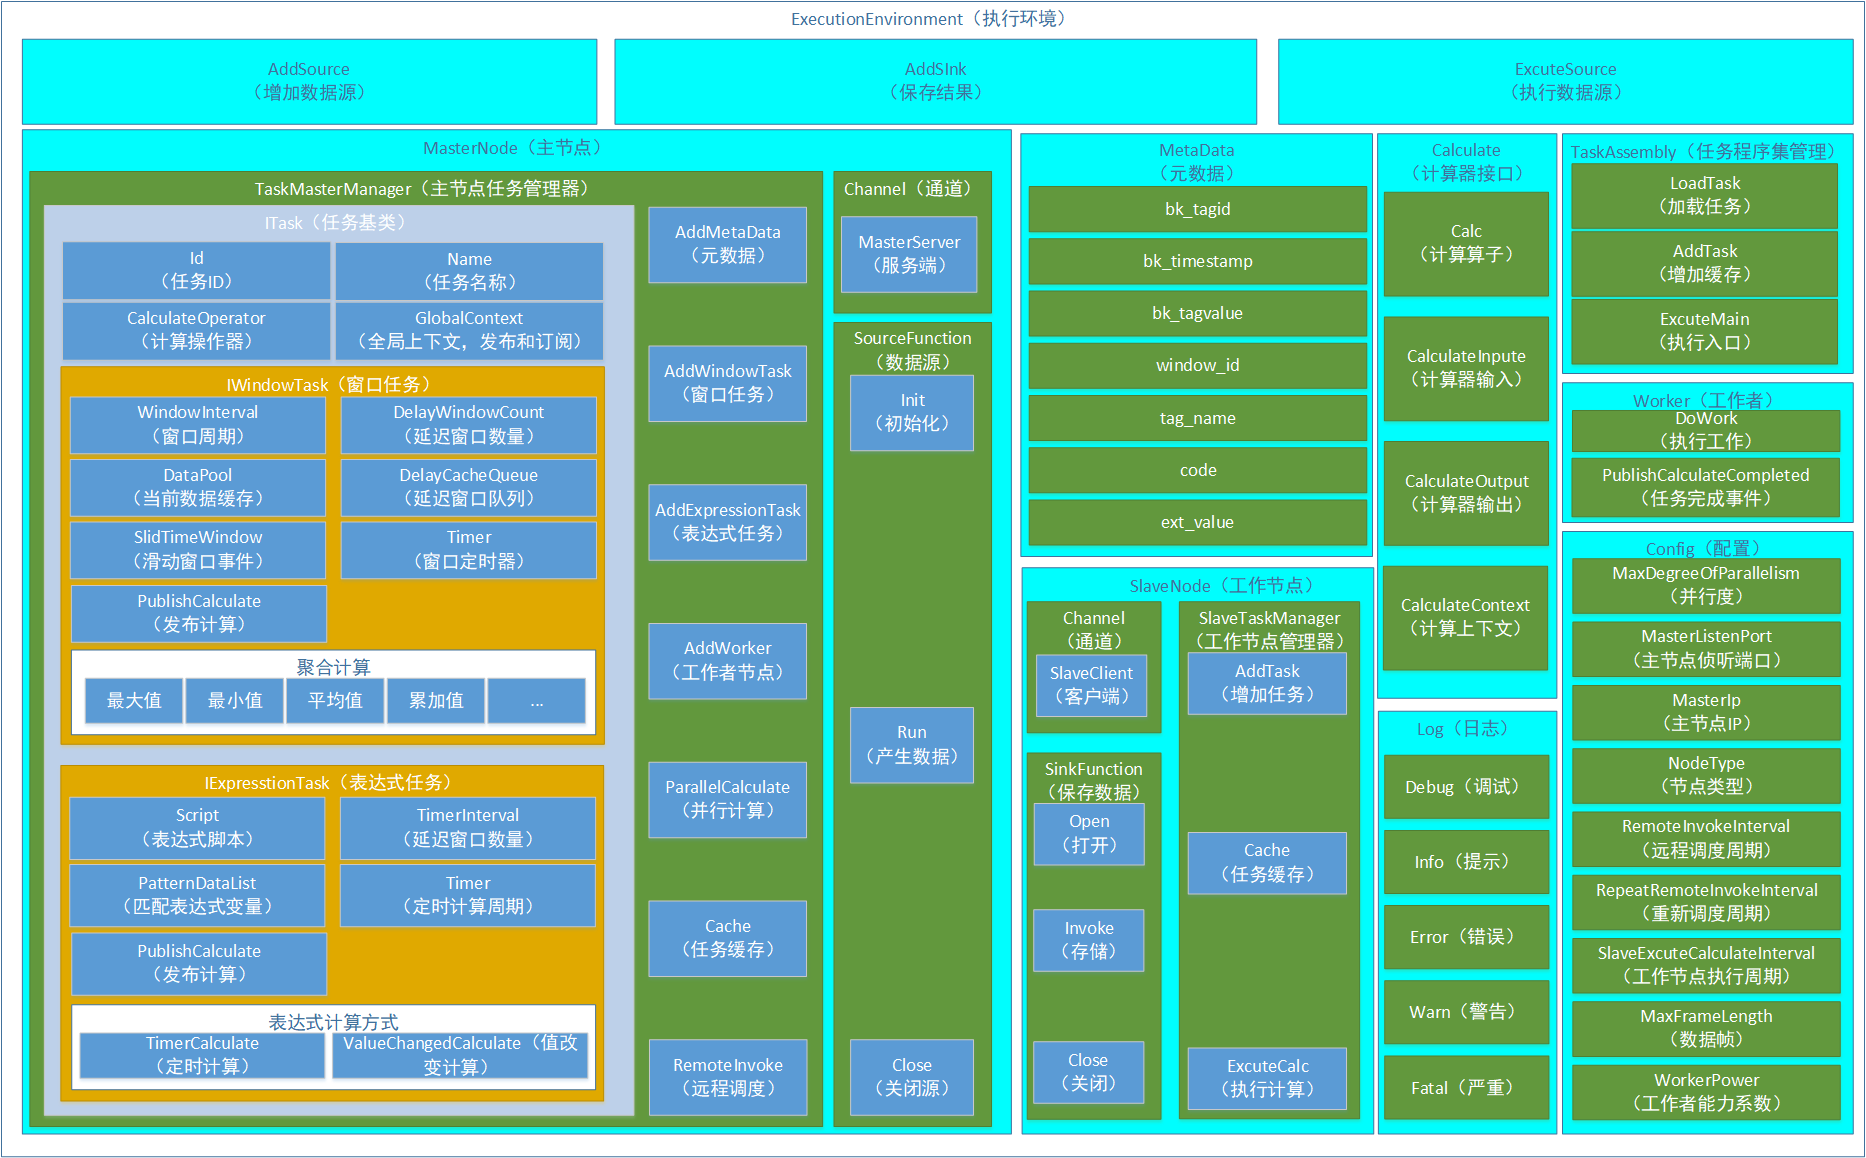 ExecutionEnvironment（执行环境）
AddSource
（增加数据源）
AddSInk
（保存结果）
ExcuteSource
（执行数据源）
MasterNode（主节点）
TaskMasterManager（主节点任务管理器）
ITask（任务基类）
Id
（任务ID）
Name
（任务名称）
CalculateOperator
（计算操作器）
GlobalContext
（全局上下文，发布和订阅）
IWindowTask（窗口任务）
WindowInterval
（窗口周期）
DelayWindowCount
（延迟窗口数量）
DataPool
（当前数据缓存）
DelayCacheQueue
（延迟窗口队列）
SlidTimeWindow
（滑动窗口事件）
Timer
（窗口定时器）
PublishCalculate
（发布计算）
聚合计算
最大值
最小值
平均值
累加值
...
IExpresstionTask（表达式任务）
Script
（表达式脚本）
TimerInterval
（延迟窗口数量）
PatternDataList
（匹配表达式变量）
Timer
（定时计算周期）
PublishCalculate
（发布计算）
表达式计算方式
TimerCalculate
（定时计算）
ValueChangedCalculate（值改
变计算）
AddMetaData
（元数据）
AddWindowTask
（窗口任务）
AddExpressionTask
（表达式任务）
AddWorker
（工作者节点）
ParallelCalculate
（并行计算）
Cache
（任务缓存）
RemoteInvoke
（远程调度）
Channel（通道）
MasterServer
（服务端）
SourceFunction
（数据源）
Init
（初始化）
Run
（产生数据）
Close
（关闭源）
MetaData
（元数据）
bk_tagid
bk_timestamp
bk_tagvalue
window_id
tag_name
code
ext_value
SlaveNode（工作节点）
Channel
（通道）
SlaveClient
（客户端）
SinkFunction
（保存数据）
Open
（打开）
Invoke
（存储）
Close
（关闭）
SlaveTaskManager
（工作节点管理器）
AddTask
（增加任务）
Cache
（任务缓存）
ExcuteCalc
（执行计算）
Calculate
（计算器接口）
Calc
（计算算子）
CalculateInpute
（计算器输入）
CalculateOutput
（计算器输出）
CalculateContext
（计算上下文）
Log（日志）
Debug（调试）
Info（提示）
Error（错误）
Warn（警告）
Fatal（严重）
TaskAssembly（任务程序集管理）
LoadTask
（加载任务）
AddTask
（增加缓存）
ExcuteMain
（执行入口）
Worker（工作者）
DoWork
（执行工作）
PublishCalculateCompleted
（任务完成事件）
Config（配置）
MaxDegreeOfParallelism
（并行度）
MasterListenPort
（主节点侦听端口）
MasterIp
（主节点IP）
NodeType
（节点类型）
RemoteInvokeInterval
（远程调度周期）
RepeatRemoteInvokeInterval
（重新调度周期）
SlaveExcuteCalculateInterval
（工作节点执行周期）
MaxFrameLength
（数据帧）
WorkerPower
（工作者能力系数）